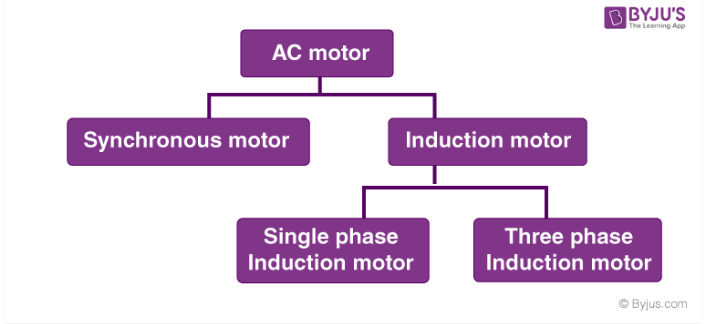 BYJU'S
The Learning App
AC motor
Synchronous motor
Induction motor
Single phase
Induction motor
Three phase
Induction motor
© Byjus.com